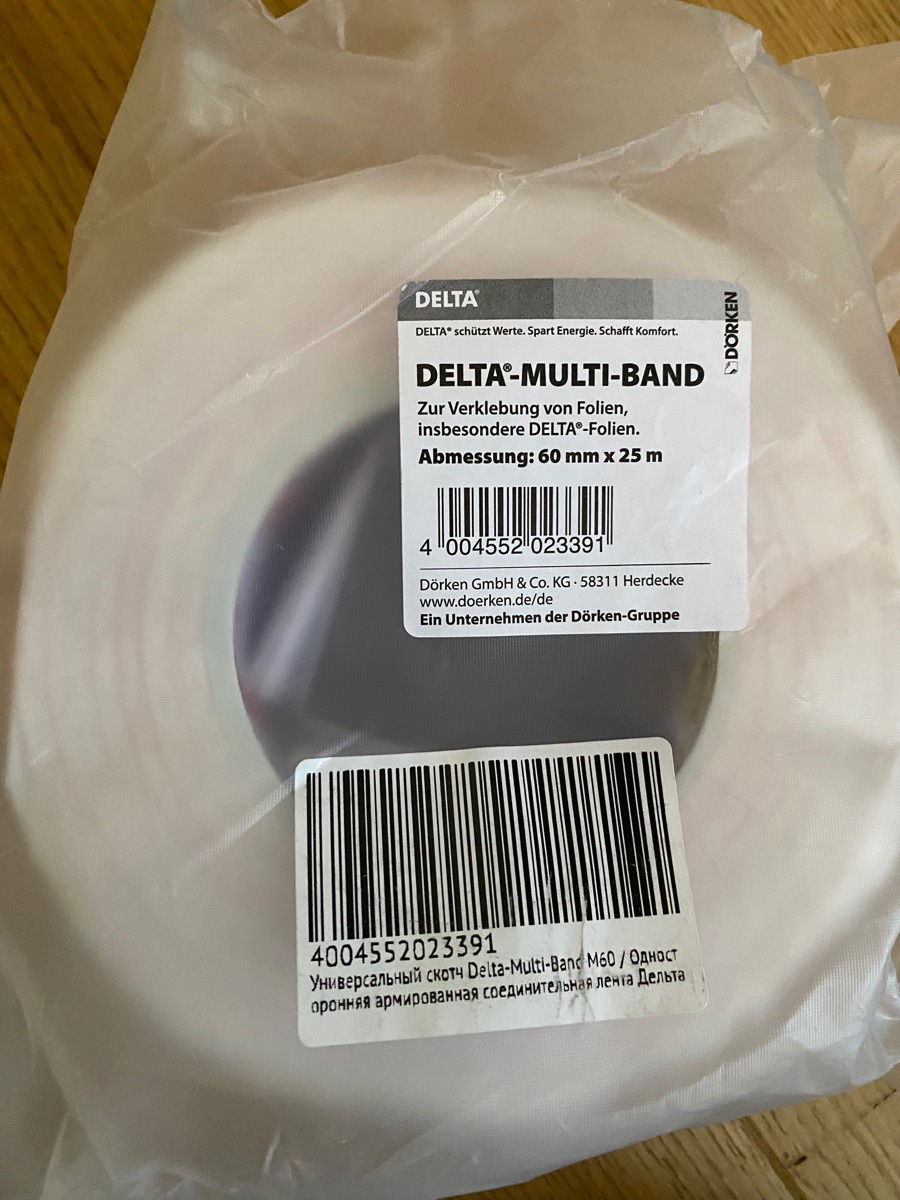 DELTA®
DÖRKEN
DELTA® schützt Werte. Spart Energie. Schafft Komfort.
DELTA®-MULTI-BAND
Zur Verklebung von Folien,
insbesondere DELTA®-Folien.
Abmessung: 60 mm x 25 m
4 004552 023391
Dörken GmbH & Co. KG · 58311 Herdecke
www.doerken.de/de
Ein Unternehmen der Dörken-Gruppe
4004552023391
Универсальный скотч Delta-Multi-Band M60 / Одност
оронняя армированная соединительная лента Дельта